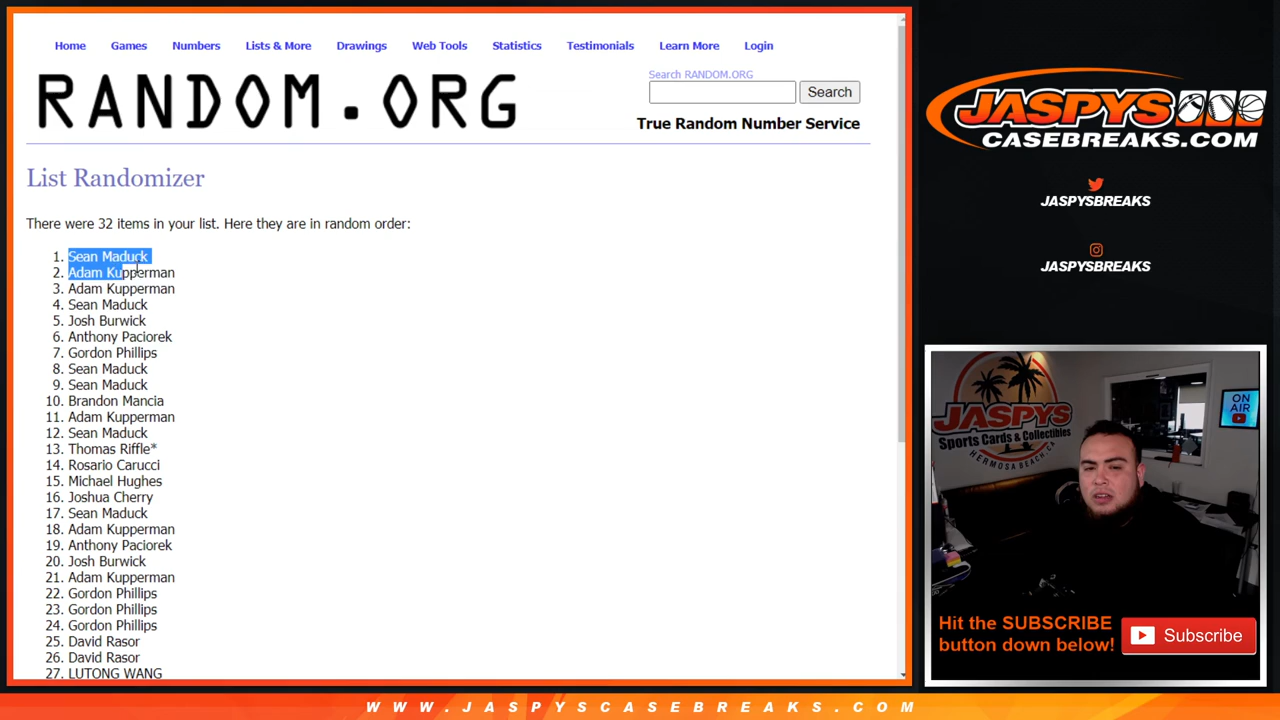 Home Games Numbers Lists & More Drawings Web Tools Statistics Testimonials Learn More Login
RANDOM.ORG
Search RANDOM.ORG
Search
True Random Number Service
List Randomizer
There were 32 items in your list. Here they are in random order:
1. Sean Maduck
2. Adam Kupperman
3. Adam Kupperman
4. Sean Maduck
5. Josh Burwick
6. Anthony Paciorek
7. Gordon Phillips
8. Sean Maduck
9. Sean Maduck
10. Brandon Mancia
11. Adam Kupperman
12. Sean Maduck
13. Thomas Riffle*
14. Rosario Carucci
15. Michael Hughes
16. Joshua Cherry
17. Sean Maduck
18. Adam Kupperman
19. Anthony Paciorek
20. Josh Burwick
21. Adam Kupperman
22. Gordon Phillips
23. Gordon Phillips
24. Gordon Phillips
25. David Rasor
26. David Rasor
27. LUTONG WANG
JASPYS
CASEBREAKS.COM
JASPYSBREAKS
JASPYSBREAKS
JASPYS
Sports Cards & Collectibles
HERMOSA BEACH, CA
ON
AIR
Hit the SUBSCRIBE
button down below!
Subscribe
WWW.JASPYSCASEBREAKS.COM